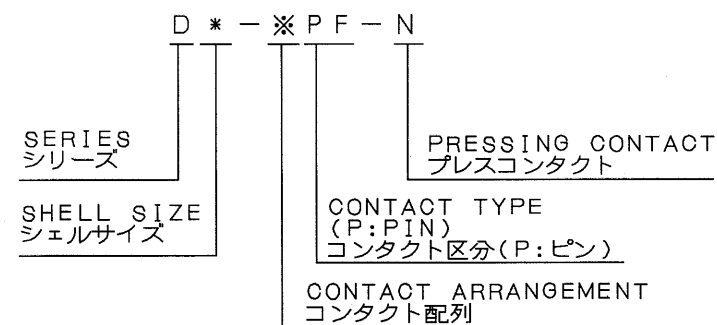 D * - ※ P F - N
SERIES
シリーズ
PRESSING CONTACT
プレスコンタクト
SHELL SIZE
シェルサイズ
CONTACT TYPE
(P:PIN)
コンタクト区分(P:ピン)
CONTACT ARRANGEMENT
コンタクト配列